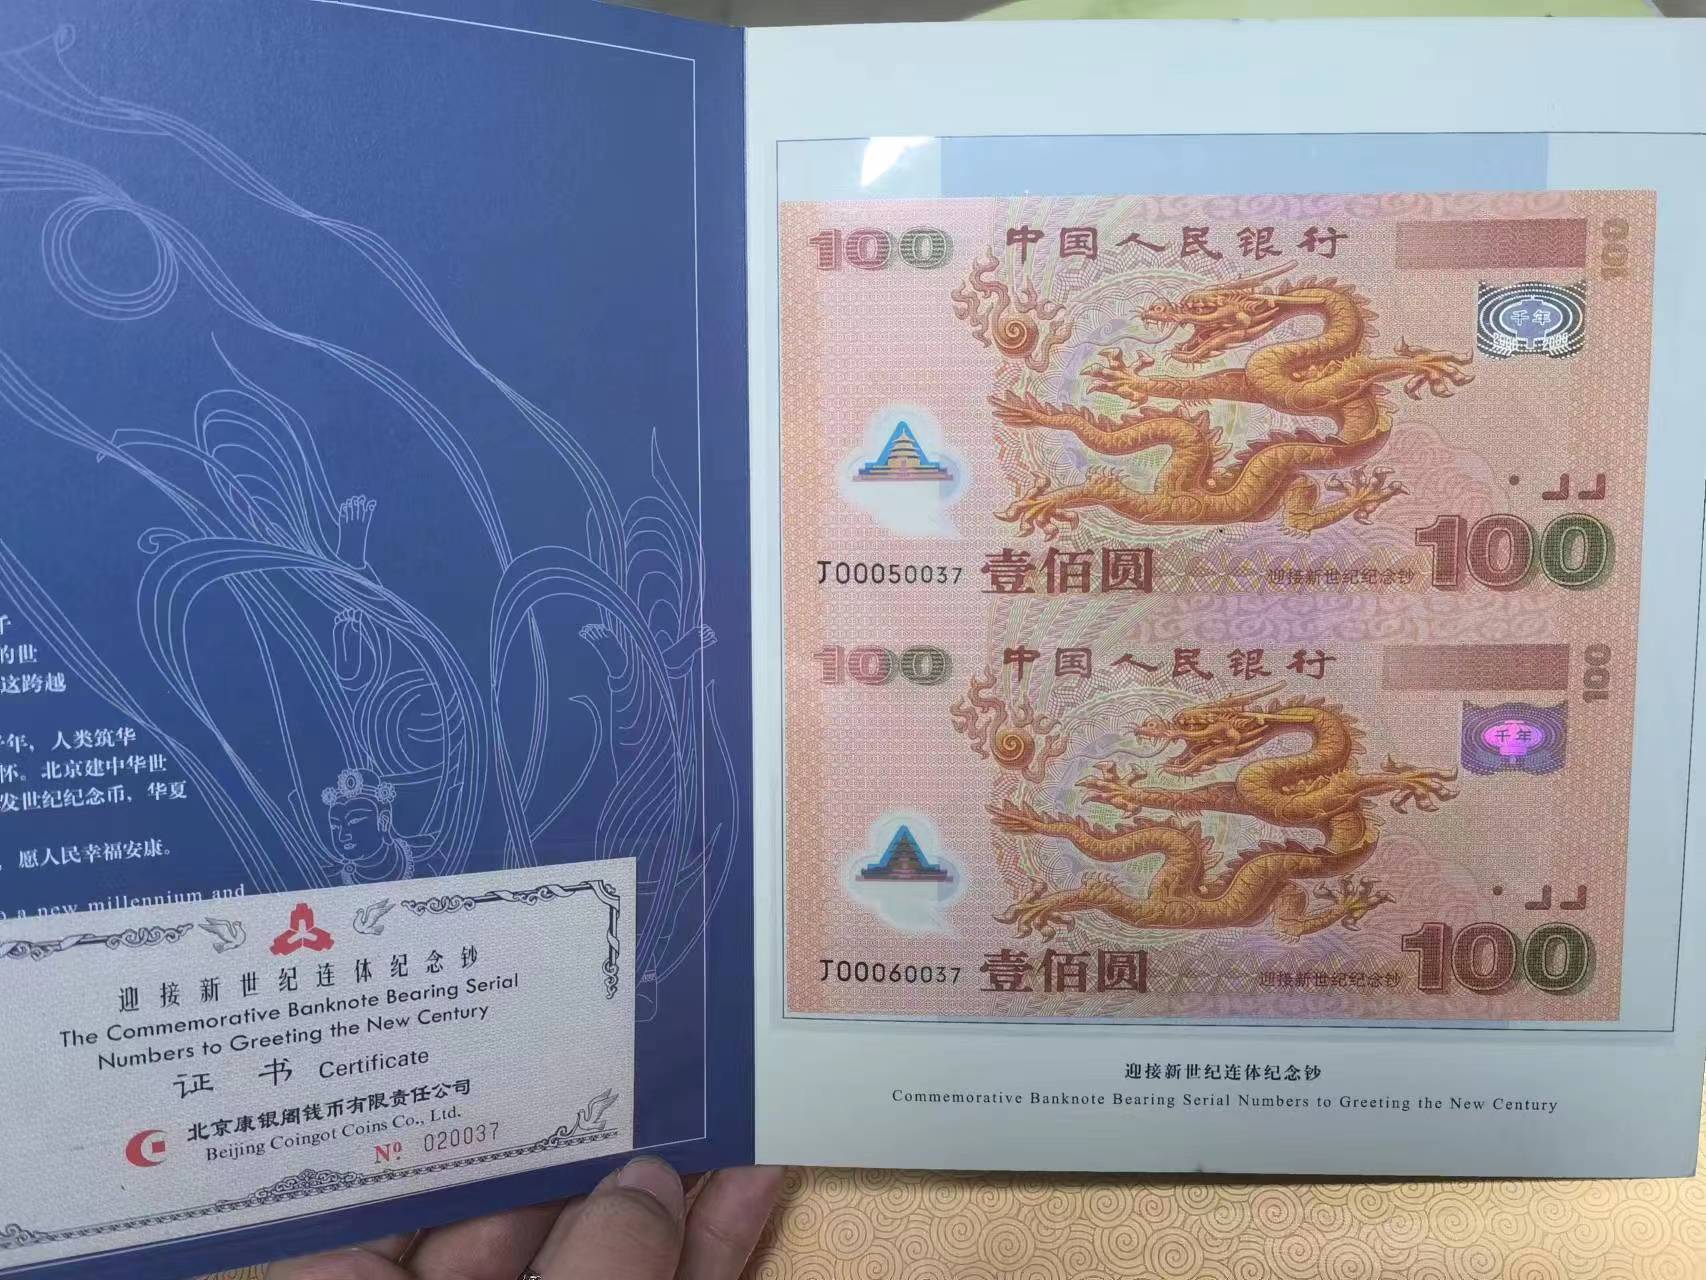 的世
这跨越
年，人类筑华
怀。北京建中华世
发世纪纪念币，华夏
，愿人民幸福安康。
a new millennium and
迎接新世纪连体纪念钞
The Commemorative Banknote Bearing Serial
Numbers to Greeting the New Century
证 书 Certificate
北京康银阁钱币有限责任公司
Beijing Coingot Coins Co., Ltd.
Nº. 020037
100 中国人民银行 100
千年
J00050037 壹佰圆 迎接新世纪纪念钞 100
100 中国人民银行 100
千年
J00060037 壹佰圆 迎接新世纪纪念钞 100
迎接新世纪连体纪念钞
Commemorative Banknote Bearing Serial Numbers to Greeting the New Century